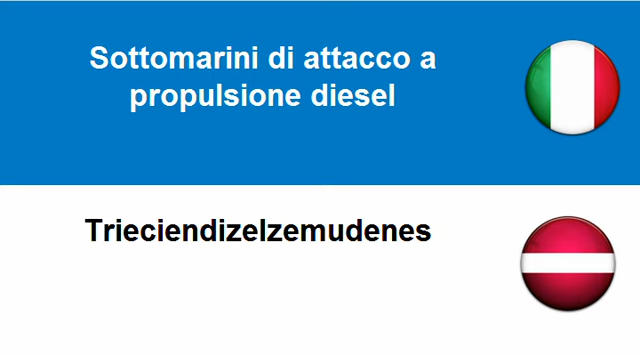 Sottomarini di attacco a
propulsione diesel
Trieciendizelzemudenes